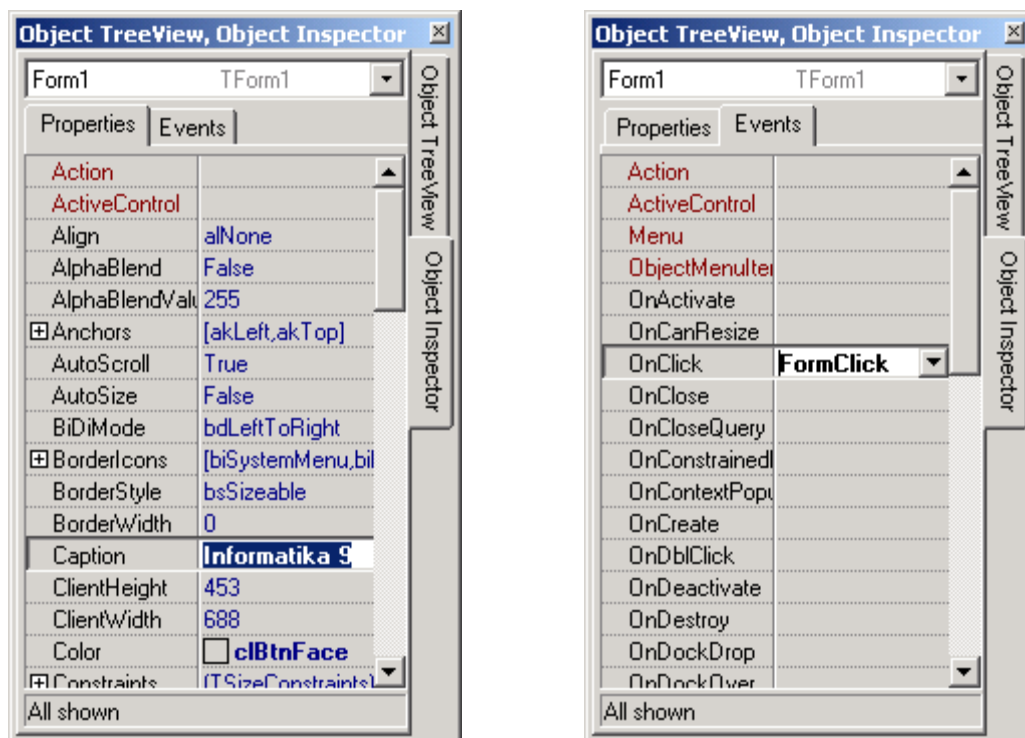 Object TreeView, Object Inspector
Form1 TForm1
Properties Events
Action
ActiveControl
Align alNone
AlphaBlend False
AlphaBlendValu 255
Anchors [akLeft,akTop]
AutoScroll True
AutoSize False
BiDiMode bdLeftToRight
BorderIcons [biSystemMenu,biI
BorderStyle bsSizeable
BorderWidth 0
Caption Informatika 9
ClientHeight 453
ClientWidth 688
Color clBtnFace
Constraints (TSizeConstraints)
All shown
Object TreeView
Object Inspector
Object TreeView, Object Inspector
Form1 TForm1
Properties Events
Action
ActiveControl
Menu
ObjectMenuIter
OnActivate
OnCanResize
OnClick FormClick
OnClose
OnCloseQuery
OnConstrainedI
OnContextPopu
OnCreate
OnDblClick
OnDeactivate
OnDestroy
OnDockDrop
OnDockOver
All shown
Object TreeView
Object Inspector